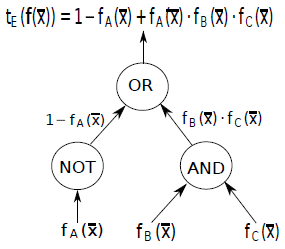 t_E(f(x̄)) = 1 − f_A(x̄) + f_A(x̄) · f_B(x̄) · f_C(x̄)
OR
1 − f_A(x̄)
f_B(x̄) · f_C(x̄)
NOT
AND
f_A(x̄)
f_B(x̄)
f_C(x̄)